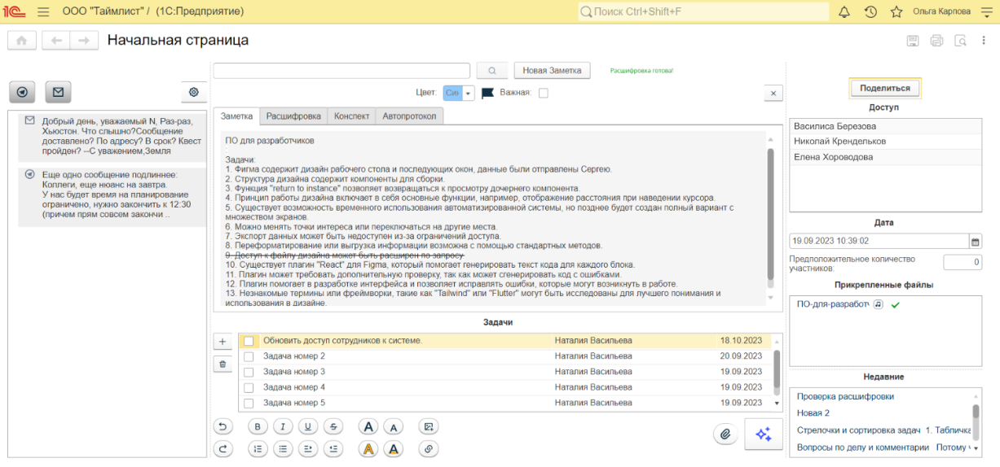 1С ООО "Таймлист" / (1С:Предприятие)
Поиск Ctrl+Shift+F
Ольга Карпова
Начальная страница
Добрый день, уважаемый N, Раз-раз,
Хьюстон. Что слышно?Сообщение
доставлено? По адресу? В срок? Квест
пройден? --С уважением,Земля
Еще одно сообщение подлиннее:
Коллеги, еще нюанс на завтра.
У нас будет время на планирование
ограничено, нужно закончить к 12:30
(причем прям совсем закончи ..
Новая Заметка
Расшифровка готова!
Цвет:
Син
Важная:
Заметка
Расшифровка
Конспект
Автопротокол
ПО для разработчиков
Задачи:
1. Фигма содержит дизайн рабочего стола и последующих окон, данные были отправлены Сергею.
2. Структура дизайна содержит компоненты для сборки.
3. Функция "return to instance" позволяет возвращаться к просмотру дочернего компонента.
4. Принцип работы дизайна включает в себя основные функции, например, отображение расстояния при наведении курсора.
5. Существует возможность временного использования автоматизированной системы, но позднее будет создан полный вариант с
множеством экранов.
6. Можно менять точки интереса или переключаться на другие места.
7. Экспорт данных может быть недоступен из-за ограничений доступа.
8. Переформатирование или выгрузка информации возможна с помощью стандартных методов.
9. Доступ к файлу дизайна может быть расширен по запросу.
10. Существует плагин "React" для Figma, который помогает генерировать текст кода для каждого блока.
11. Плагин может требовать дополнительную проверку, так как может сгенерировать код с ошибками.
12. Плагин помогает в разработке интерфейса и позволяет исправлять ошибки, которые могут возникнуть в работе.
13. Незнакомые термины или фреймворки, такие как "Tailwind" или "Flutter" могут быть исследованы для лучшего понимания и
использования в дизайне.
Задачи
Обновить доступ сотрудников к системе. Наталия Васильева 18.10.2023
Задача номер 2 Наталия Васильева 20.09.2023
Задача номер 3 Наталия Васильева 19.09.2023
Задача номер 4 Наталия Васильева 19.09.2023
Задача номер 5 Наталия Васильева 19.09.2023
B I U S A A
A A
Поделиться
Доступ
Василиса Березова
Николай Крендельков
Елена Хороводова
Дата
19.09.2023 10:39:02
Предположительное количество
участников:
0
Прикрепленные файлы
ПО-для-разработч
Недавние
Проверка расшифровки
Новая 2
Стрелочки и сортировка задач 1. Табличка
Вопросы по делу и комментарии Потому ч